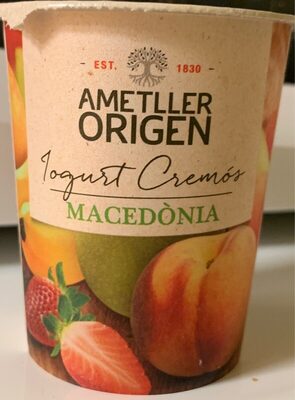 - EST. 1830 -
AMETLLER
ORIGEN
Iogurt Cremós
MACEDÒNIA